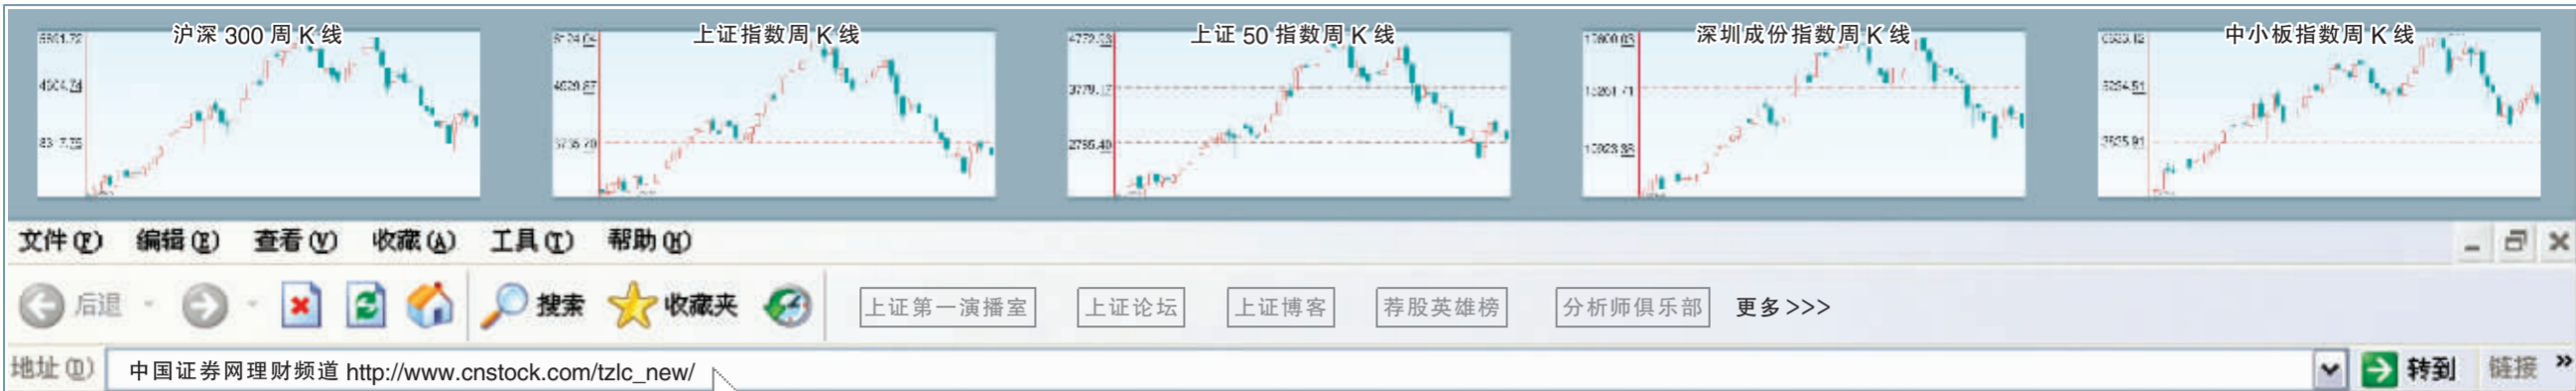 沪深 300 周 K 线
上证指数周 K 线
上证 50 指数周 K 线
深圳成份指数周 K 线
中小板指数周 K 线
3779.17
5234.51
文件(F) 编辑(E) 查看(V) 收藏(A) 工具(T) 帮助(H)
后退 搜索 收藏夹 上证第一演播室 上证论坛 上证博客 荐股英雄榜 分析师俱乐部 更多>>>
地址(D) 中国证券网理财频道 http://www.cnstock.com/tzlc_new/ 转到 链接 »